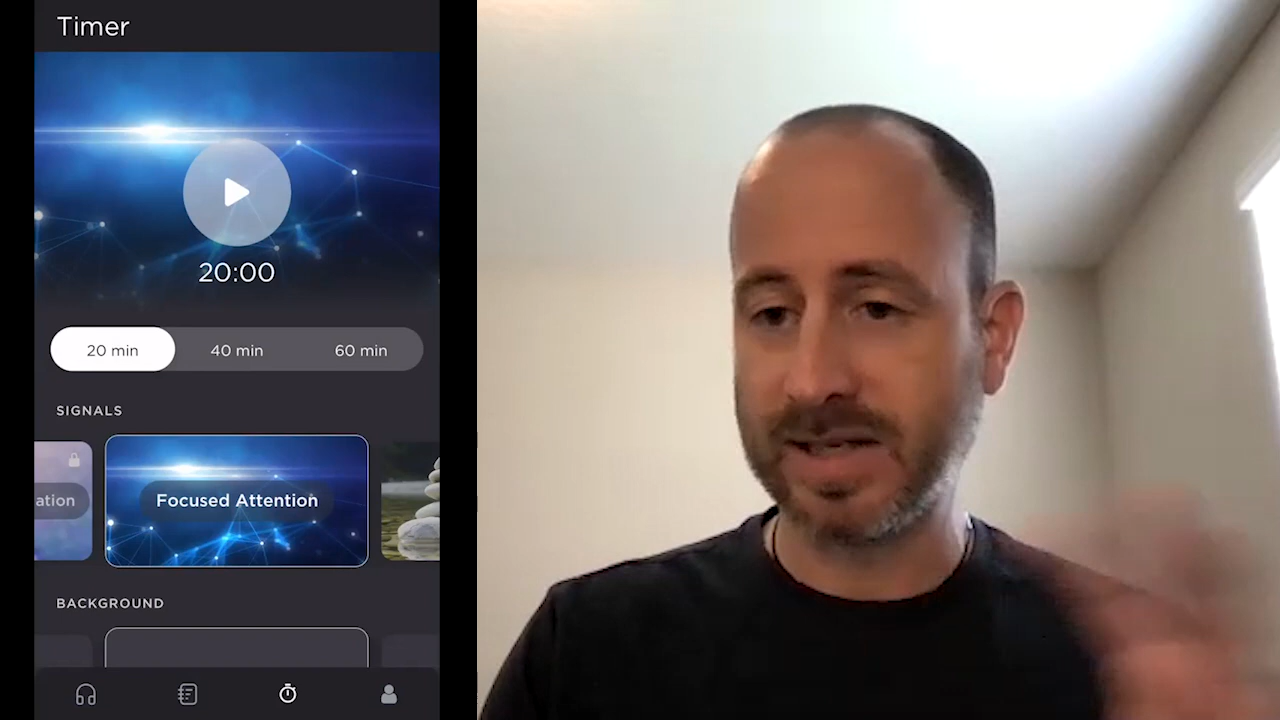 Timer
20:00
20 min 40 min 60 min
SIGNALS
ation Focused Attention
BACKGROUND